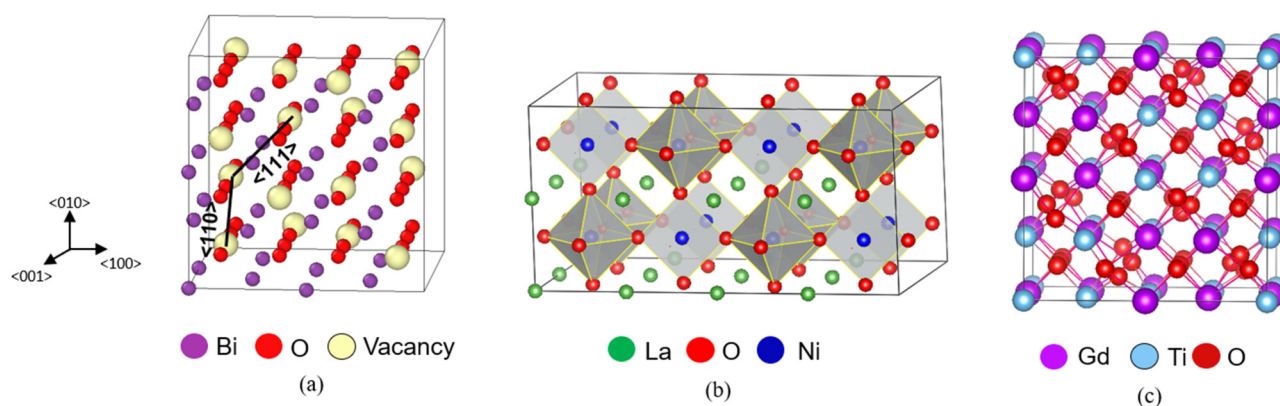 <010>
<001>
<100>
<110>
<111>
Bi O Vacancy
(a)
La O Ni
(b)
Gd Ti O
(c)